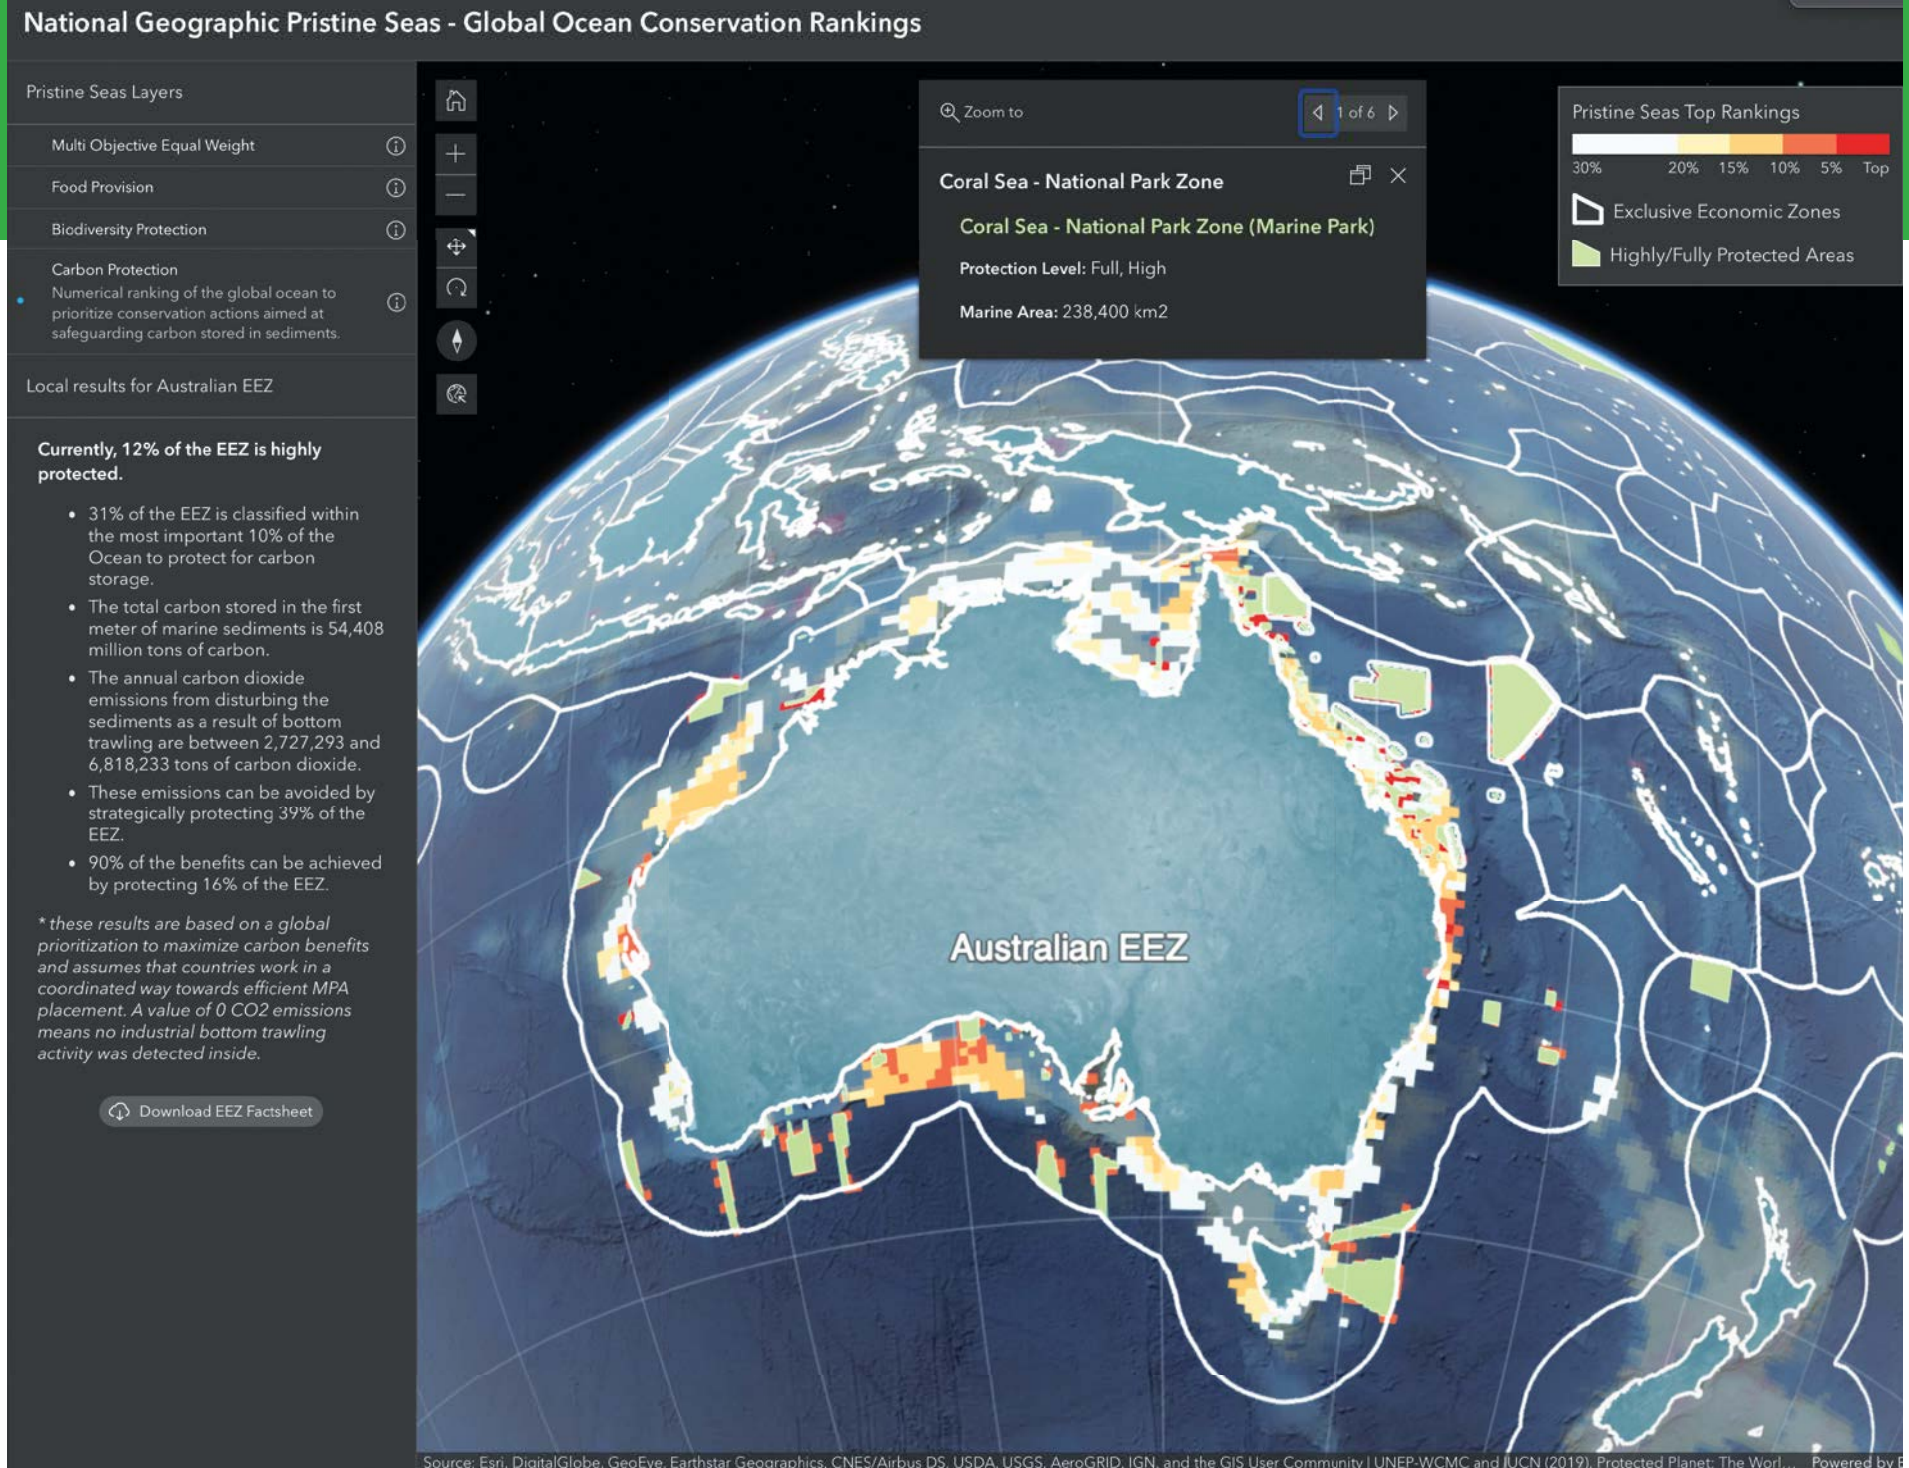 National Geographic Pristine Seas - Global Ocean Conservation Rankings
Pristine Seas Layers
Multi Objective Equal Weight
Food Provision
Biodiversity Protection
Carbon Protection
Numerical ranking of the global ocean to
prioritize conservation actions aimed at
safeguarding carbon stored in sediments.
Local results for Australian EEZ
Currently, 12% of the EEZ is highly
protected.
• 31% of the EEZ is classified within
the most important 10% of the
Ocean to protect for carbon
storage.
• The total carbon stored in the first
meter of marine sediments is 54,408
million tons of carbon.
• The annual carbon dioxide
emissions from disturbing the
sediments as a result of bottom
trawling are between 2,727,293 and
6,818,233 tons of carbon dioxide.
• These emissions can be avoided by
strategically protecting 39% of the
EEZ.
• 90% of the benefits can be achieved
by protecting 16% of the EEZ.
* these results are based on a global
prioritization to maximize carbon benefits
and assumes that countries work in a
coordinated way towards efficient MPA
placement. A value of 0 CO2 emissions
means no industrial bottom trawling
activity was detected inside.
Download EEZ Factsheet
Zoom to
1 of 6
Coral Sea - National Park Zone
Coral Sea - National Park Zone (Marine Park)
Protection Level: Full, High
Marine Area: 238,400 km2
Pristine Seas Top Rankings
30% 20% 15% 10% 5% Top
Exclusive Economic Zones
Highly/Fully Protected Areas
Australian EEZ
Source: Esri, DigitalGlobe, GeoEye, Earthstar Geographics, CNES/Airbus DS, USDA, USGS, AeroGRID, IGN, and the GIS User Community | UNEP-WCMC and IUCN (2019), Protected Planet: The Worl... Powered by